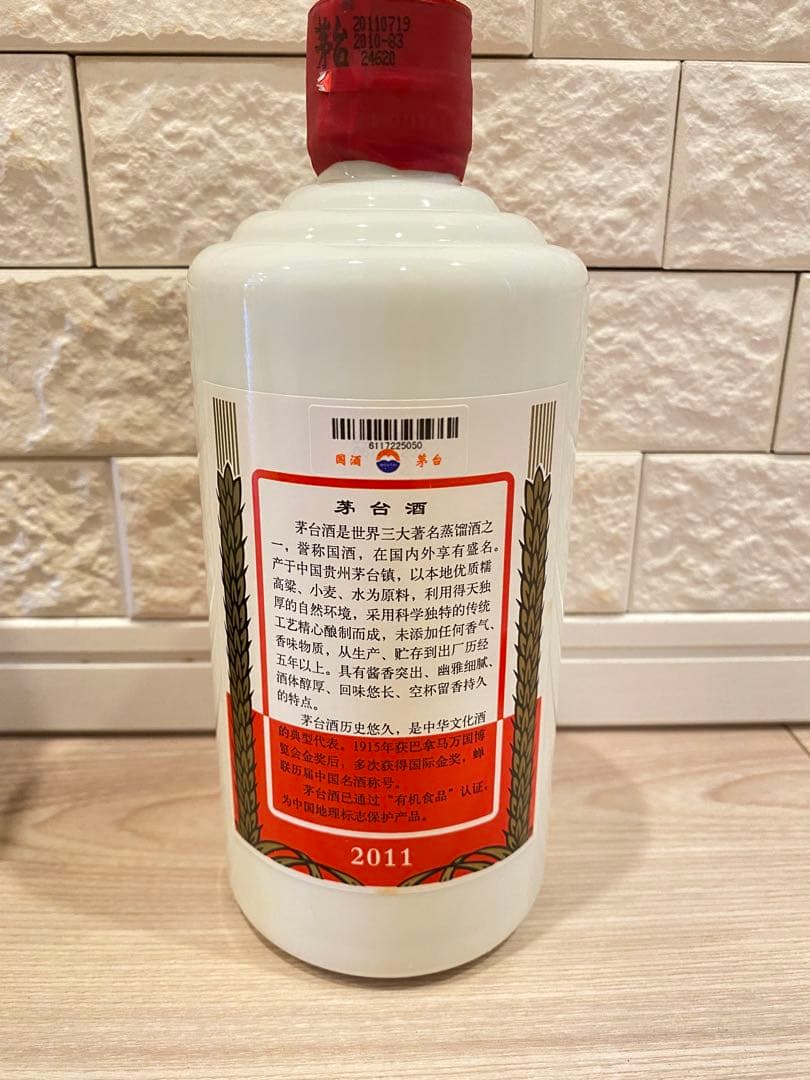 茅台
20110719
2010-83
24620
6117225050
国酒 茅台
茅台酒
茅台酒是世界三大著名蒸馏酒之
一，誉称国酒，在国内外享有盛名。
产于中国贵州茅台镇，以本地优质糯
高粱、小麦、水为原料，利用得天独
厚的自然环境，采用科学独特的传统
工艺精心酿制而成，未添加任何香气、
香味物质，从生产、贮存到出厂历经
五年以上。具有酱香突出、幽雅细腻、
酒体醇厚、回味悠长、空杯留香持久
的特点。
茅台酒历史悠久，是中华文化酒
的典型代表。1915年获巴拿马万国博
览会金奖后，多次获得国际金奖，蝉
联历届中国名酒称号。
茅台酒已通过“有机食品”认证，
为中国地理标志保护产品。
2011